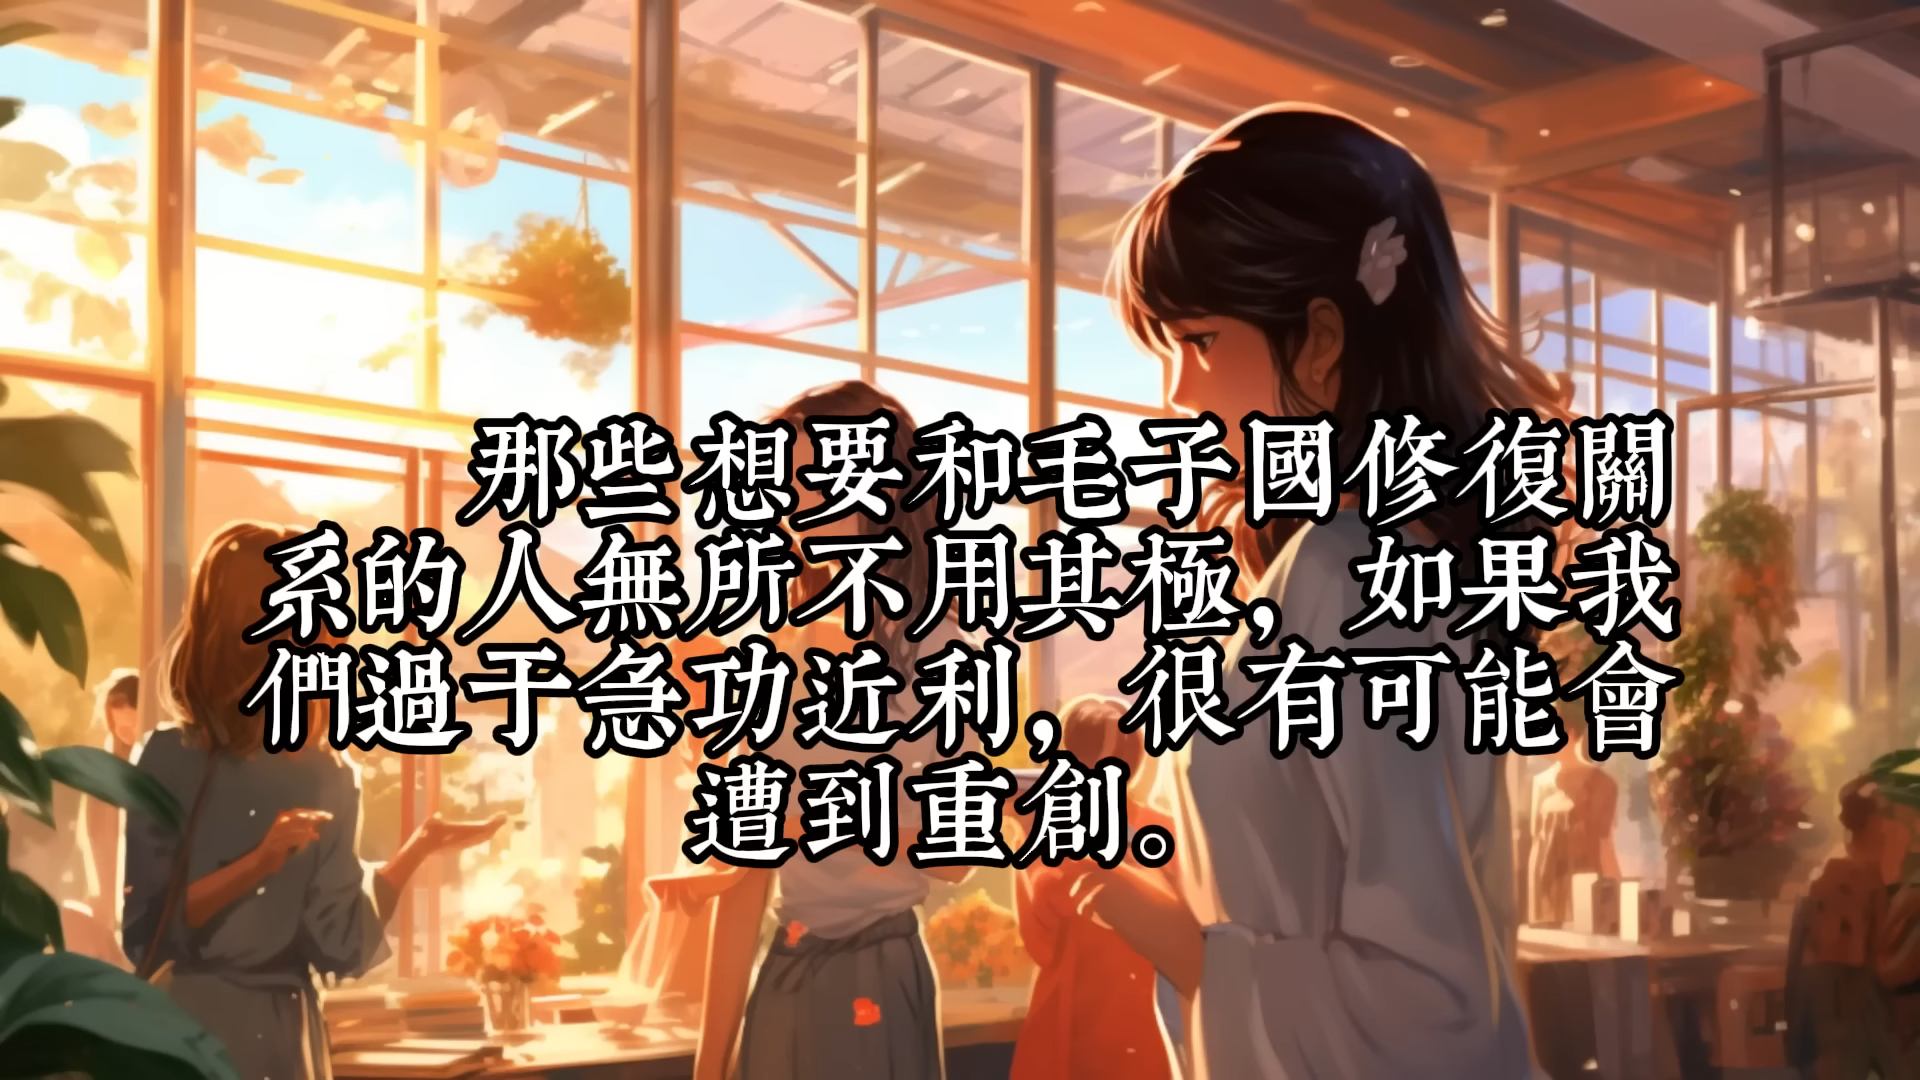 那些想要和毛子國修復關
系的人無所不用其極，如果我
們過于急功近利，很有可能會
遭到重創。